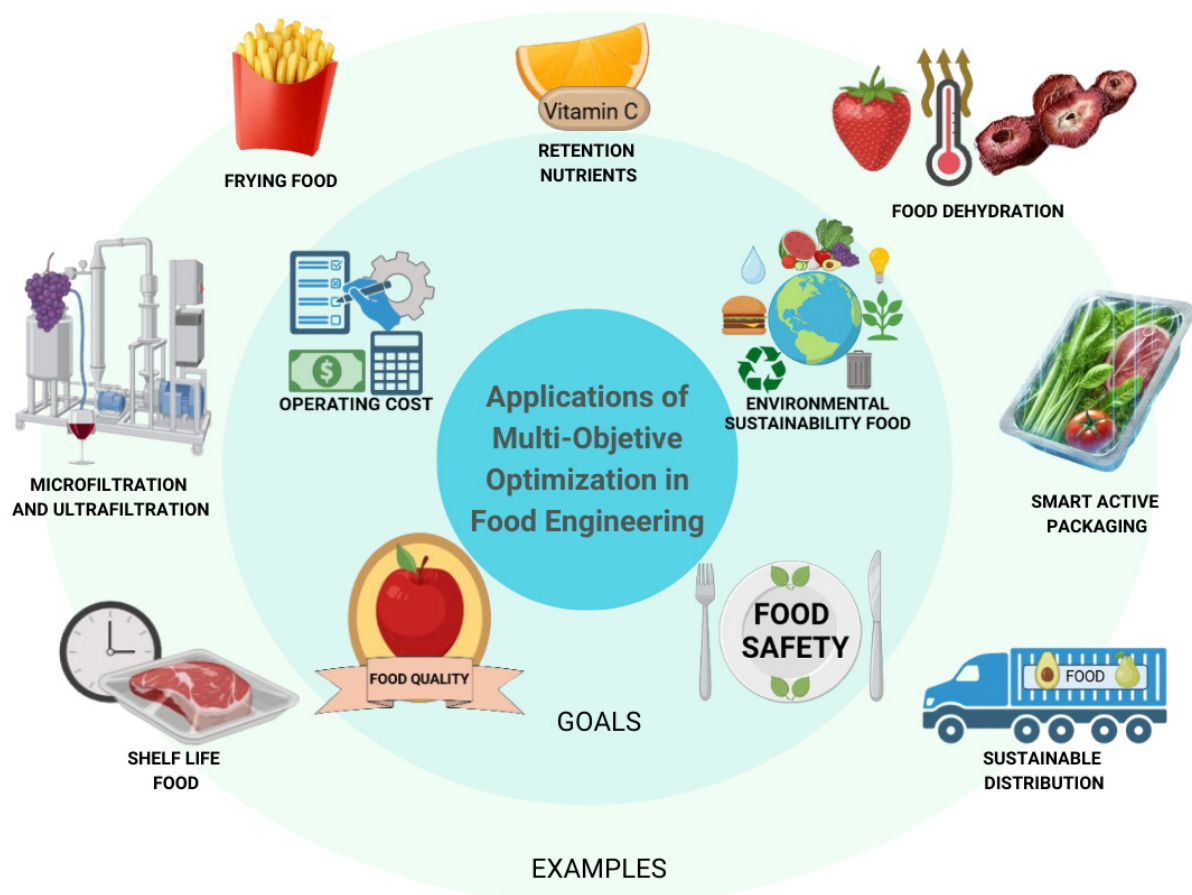 Vitamin C
FRYING FOOD
RETENTION
NUTRIENTS
FOOD DEHYDRATION
OPERATING COST
$
ENVIRONMENTAL
SUSTAINABILITY FOOD
Applications of
Multi-Objetive
Optimization in
Food Engineering
MICROFILTRATION
AND ULTRAFILTRATION
SMART ACTIVE
PACKAGING
FOOD QUALITY
FOOD
SAFETY
GOALS
FOOD
SHELF LIFE
FOOD
SUSTAINABLE
DISTRIBUTION
EXAMPLES